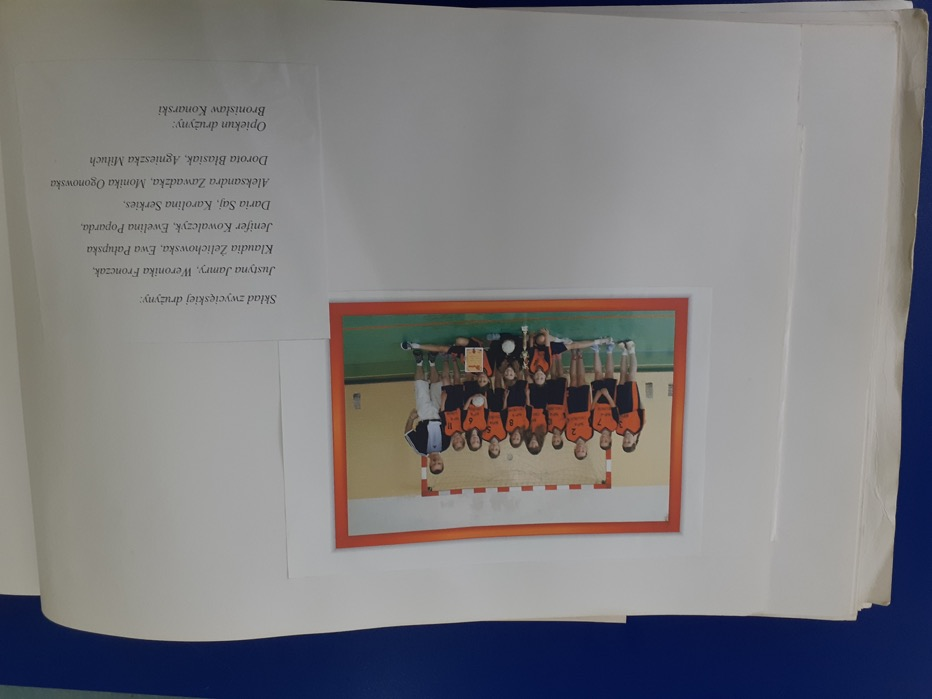 Skład zwycięskiej drużyny:
Justyna Jamry, Weronika Fronczak,
Klaudia Żelichowska, Ewa Pałupska
Jenifer Kowalczyk, Ewelina Poparda,
Daria Saj, Karolina Serkies,
Aleksandra Zawadzka, Monika Ogonowska
Dorota Błasiak, Agnieszka Miłuch
Opiekun drużyny:
Bronisław Konarski